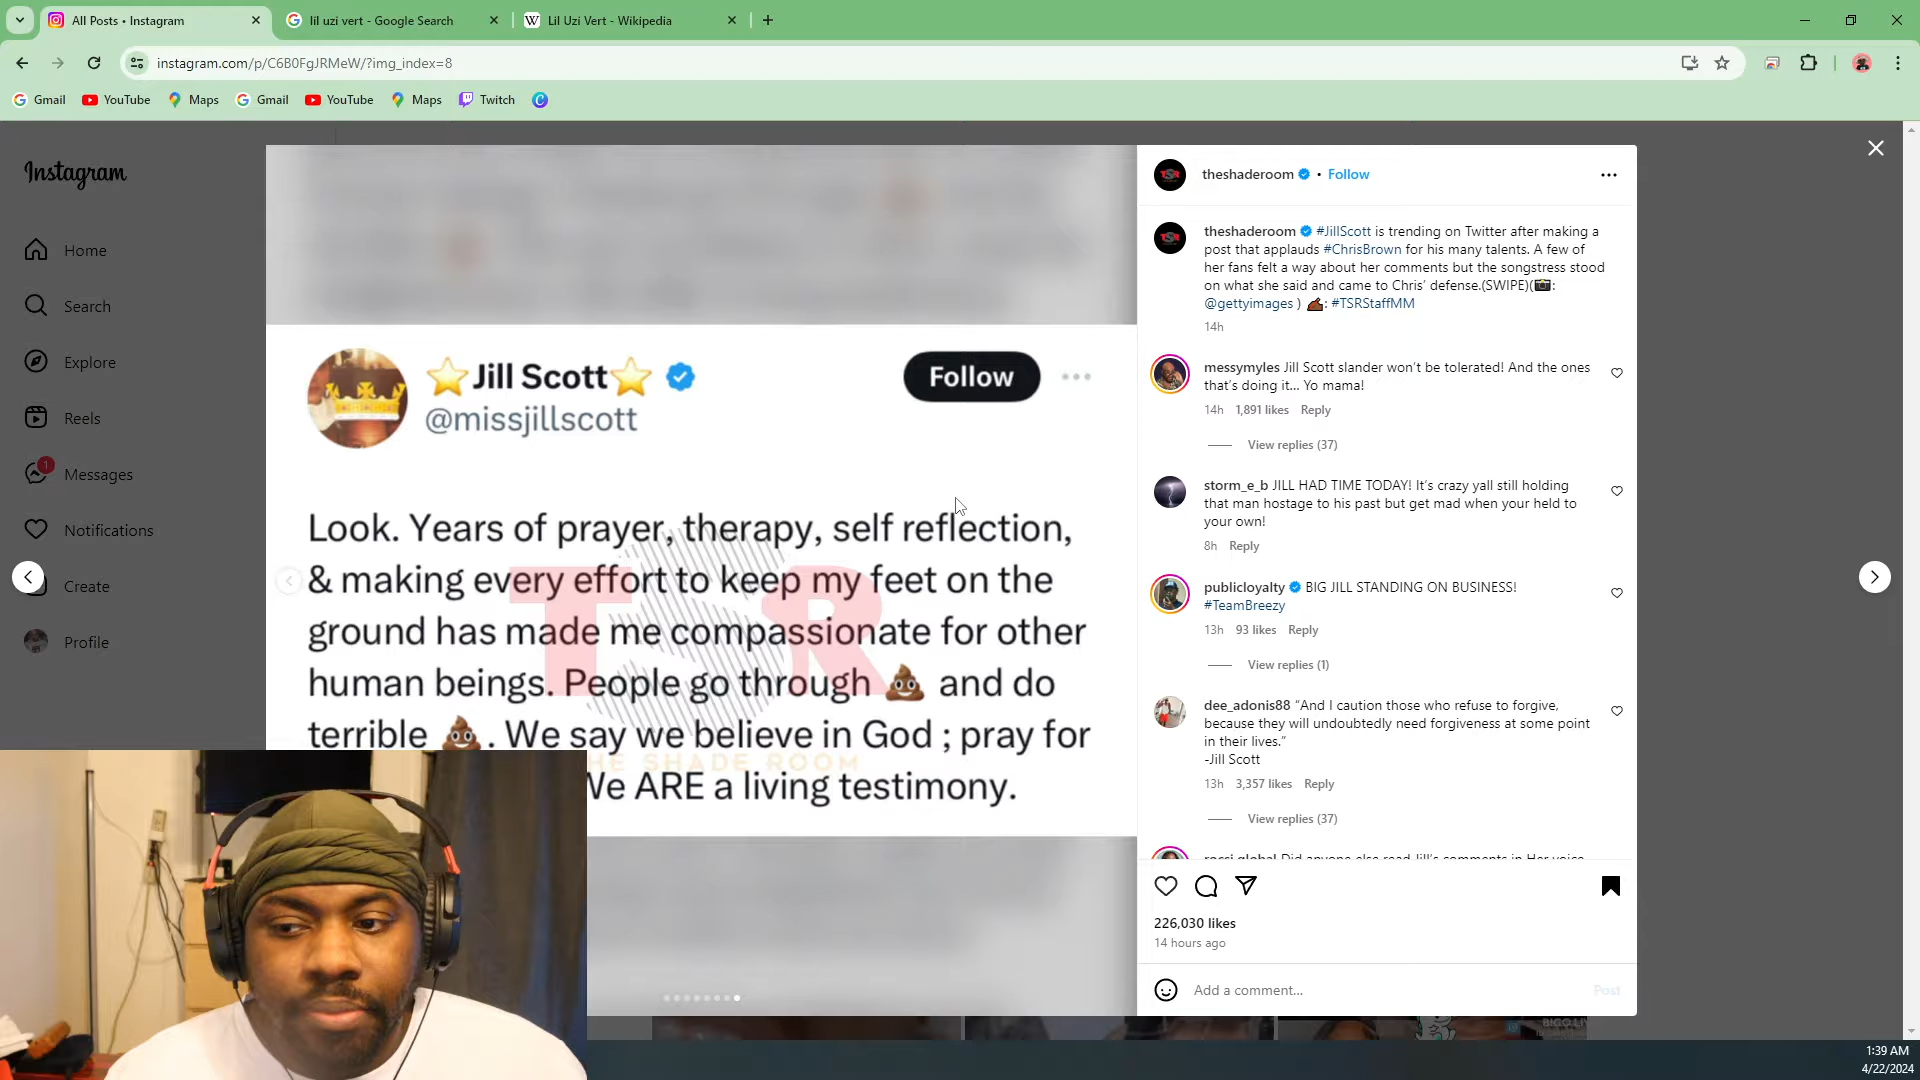 All Posts • Instagram
lil uzi vert - Google Search
Lil Uzi Vert - Wikipedia
instagram.com/p/C6B0FgJRMeW/?img_index=8
Gmail YouTube Maps Gmail YouTube Maps Twitch
Instagram
Home
Search
Explore
Reels
1
Messages
Notifications
Create
Profile
⭐Jill Scott⭐
@missjillscott
Follow
Look. Years of prayer, therapy, self reflection,
& making every effort to keep my feet on the
ground has made me compassionate for other
human beings. People go through 💩 and do
terrible 💩. We say we believe in God ; pray for
We ARE a living testimony.
TSR
HE SHADE ROOM
theshaderoom • Follow
theshaderoom #JillScott is trending on Twitter after making a
post that applauds #ChrisBrown for his many talents. A few of
her fans felt a way about her comments but the songstress stood
on what she said and came to Chris’ defense.(SWIPE)(📸:
@gettyimages ) ✍🏾: #TSRStaffMM
14h
messymyles Jill Scott slander won’t be tolerated! And the ones
that’s doing it... Yo mama!
14h 1,891 likes Reply
View replies (37)
storm_e_b JILL HAD TIME TODAY! It’s crazy yall still holding
that man hostage to his past but get mad when your held to
your own!
8h Reply
publicloyalty BIG JILL STANDING ON BUSINESS!
#TeamBreezy
13h 93 likes Reply
View replies (1)
dee_adonis88 “And I caution those who refuse to forgive,
because they will undoubtedly need forgiveness at some point
in their lives.”
-Jill Scott
13h 3,357 likes Reply
View replies (37)
rocsi.global Did anyone else read Jill’s comments in Her voice
226,030 likes
14 hours ago
Add a comment...
Post
BIGO LIVE
1:39 AM
4/22/2024